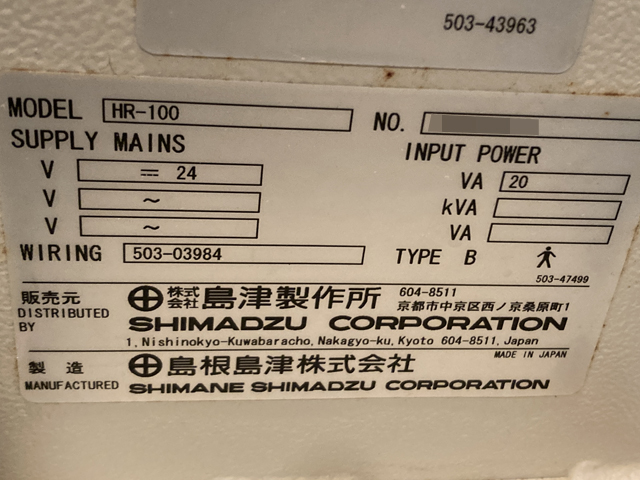 503-43963
MODEL HR-100 NO.
SUPPLY MAINS INPUT POWER
V ⎓ 24 VA 20
V ~ kVA
V ~ VA
WIRING 503-03984 TYPE B
503-47499
販売元 株式会社 島津製作所 604-8511
京都市中京区西ノ京桑原町1
DISTRIBUTED BY SHIMADZU CORPORATION
1, Nishinokyo-Kuwabaracho, Nakagyo-ku, Kyoto 604-8511, Japan
製造 島根島津株式会社 MADE IN JAPAN
MANUFACTURED SHIMANE SHIMADZU CORPORATION